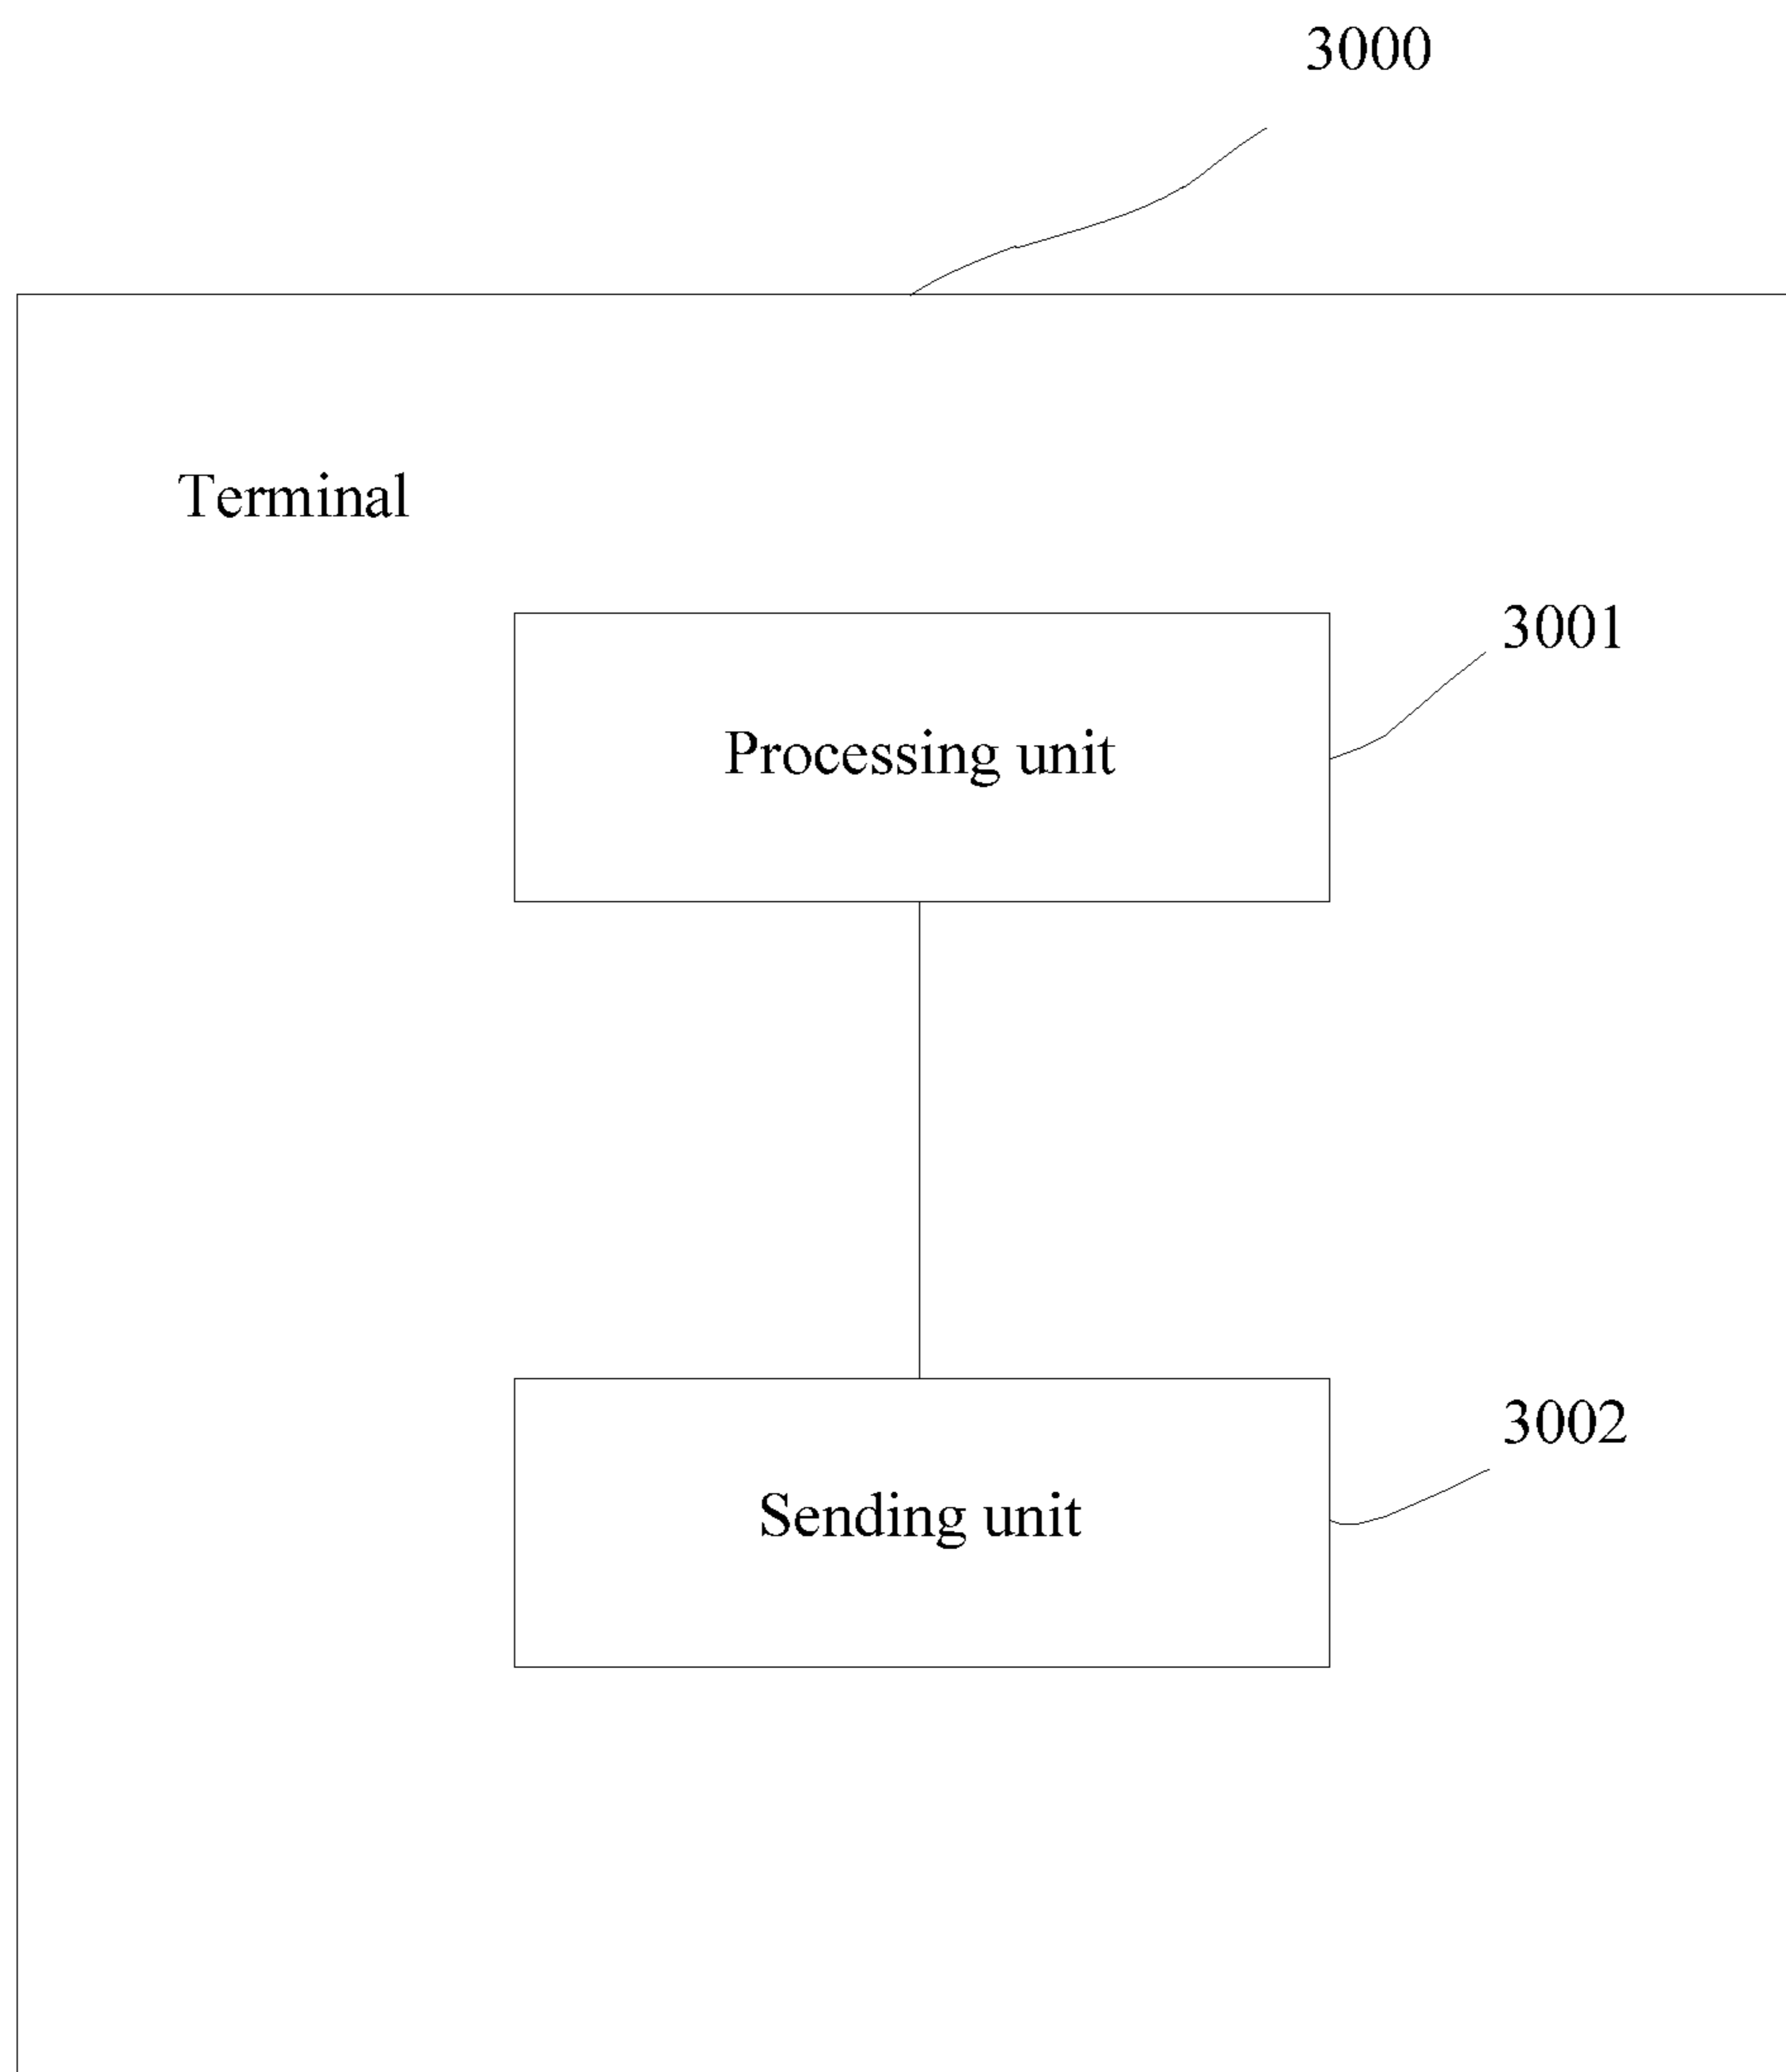 3000
Terminal
3001
Processing unit
3002
Sending unit